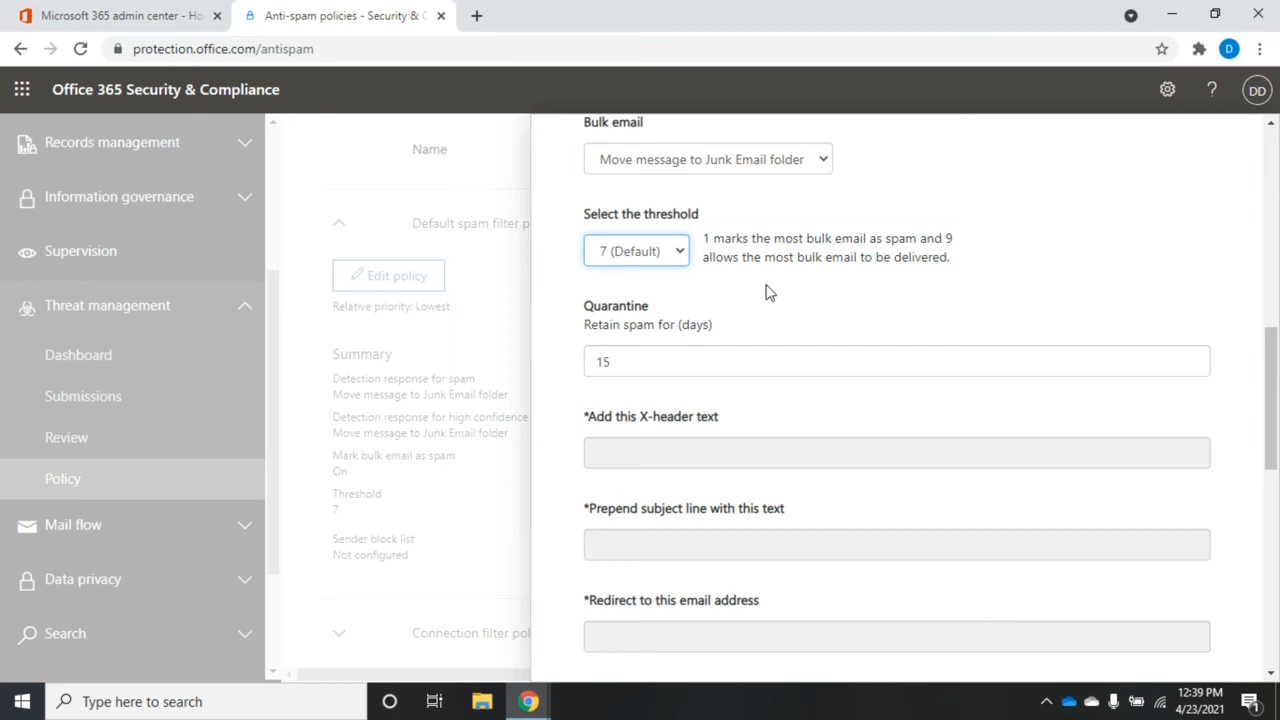 Microsoft 365 admin center - Ho
Anti-spam policies - Security & C
protection.office.com/antispam
D
Office 365 Security & Compliance
?
DD
Records management
Information governance
Supervision
Threat management
Dashboard
Submissions
Review
Policy
Mail flow
Data privacy
Search
Name
Default spam filter p
Edit policy
Relative priority: Lowest
Summary
Detection response for spam
Move message to Junk Email folder
Detection response for high confidence
Move message to Junk Email folder
Mark bulk email as spam
On
Threshold
7
Sender block list
Not configured
Connection filter pol
Bulk email
Move message to Junk Email folder
Select the threshold
7 (Default)
1 marks the most bulk email as spam and 9
allows the most bulk email to be delivered.
Quarantine
Retain spam for (days)
15
*Add this X-header text
*Prepend subject line with this text
*Redirect to this email address
Type here to search
12:39 PM
4/23/2021
1